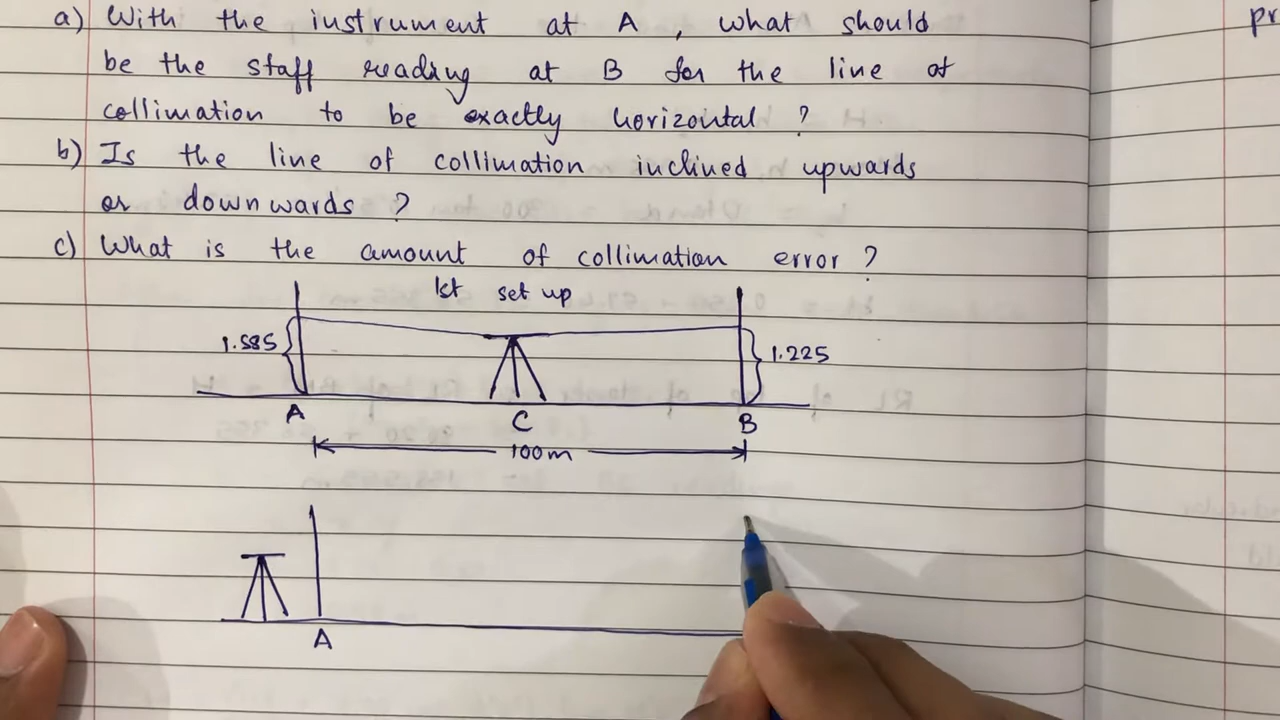 a) With the instrument at A, what should
pr
be the staff reading at B for the line of
collimation to be exactly horizontal ?
b) Is the line of collimation inclined upwards
or downwards ?
c) What is the amount of collimation error ?
1st set up
1.585
1.225
A
C
B
100m
A